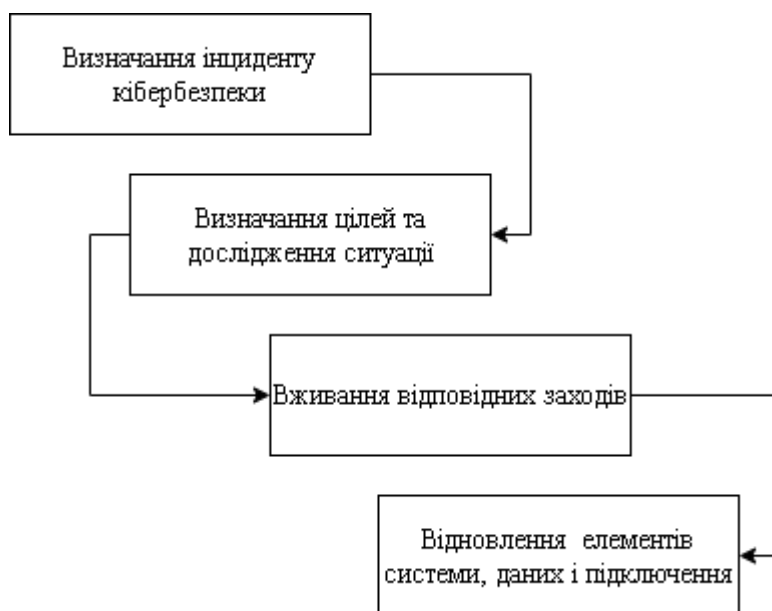 Визначання інциденту
кібербезпеки
Визначання цілей та
дослідження ситуації
Вживання відповідних заходів
Відновлення елементів
системи, даних і підключення